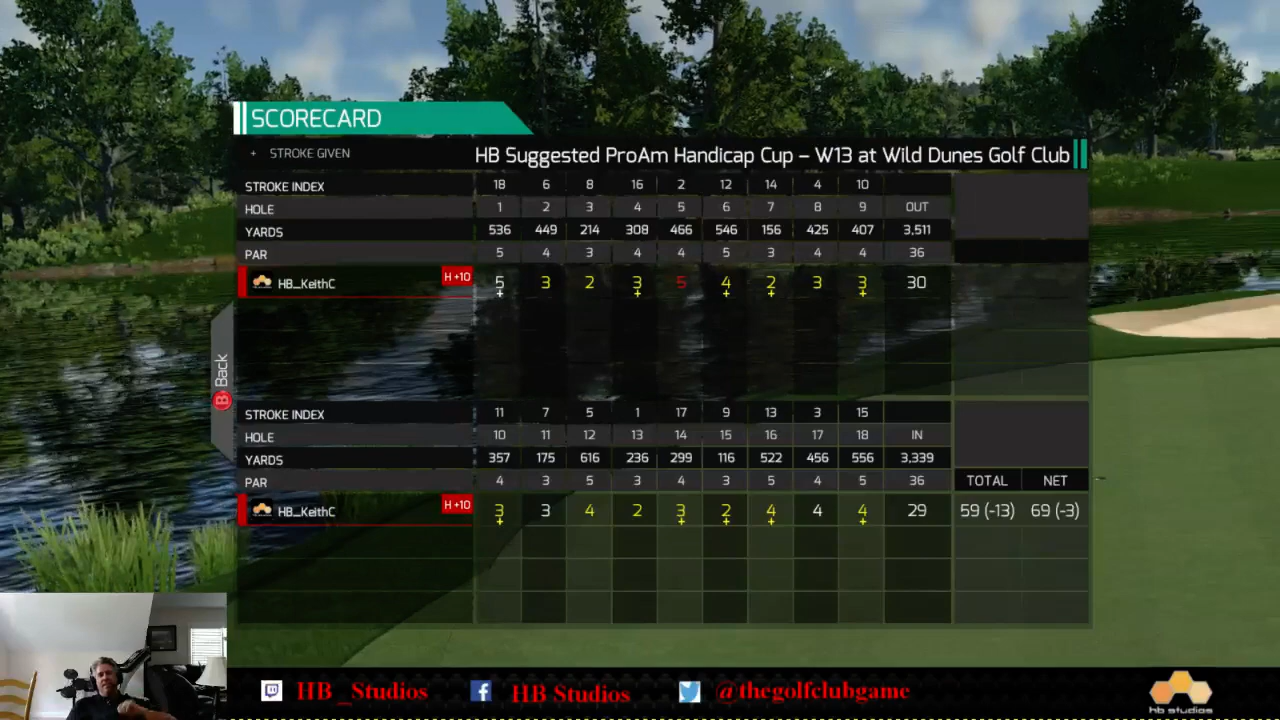 SCORECARD
+ STROKE GIVEN HB Suggested ProAm Handicap Cup – W13 at Wild Dunes Golf Club
STROKE INDEX 18 6 8 16 2 12 14 4 10
HOLE 1 2 3 4 5 6 7 8 9 OUT
YARDS 536 449 214 308 466 546 156 425 407 3,511
PAR 5 4 3 4 4 5 3 4 4 36
HB_KeithC H +10 5 3 2 3 5 4 2 3 3 30
+ + + + +
Back
B
STROKE INDEX 11 7 5 1 17 9 13 3 15
HOLE 10 11 12 13 14 15 16 17 18 IN
YARDS 357 175 616 236 299 116 522 456 556 3,339
PAR 4 3 5 3 4 3 5 4 5 36 TOTAL NET
HB_KeithC H +10 3 3 4 2 3 2 4 4 4 29 59 (-13) 69 (-3)
+ + + + +
HB_Studios HB Studios @thegolfclubgame
hb studios